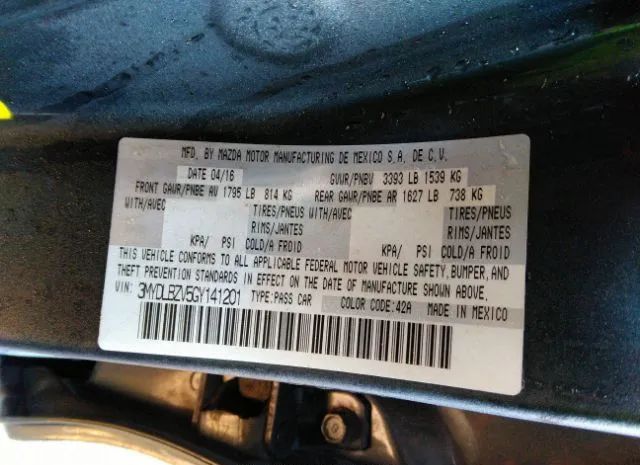 MFD. BY MAZDA MOTOR MANUFACTURING DE MEXICO S.A. DE C.V.
DATE 04/16 GVWR/PNBV 3393 LB 1539 KG
FRONT GAWR/PNBE AV 1795 LB 814 KG REAR GAWR/PNBE AR 1627 LB 738 KG
WITH/AVEC TIRES/PNEUS WITH/AVEC TIRES/PNEUS
RIMS/JANTES RIMS/JANTES
KPA/ PSI COLD/A FROID KPA/ PSI COLD/A FROID
THIS VEHICLE CONFORMS TO ALL APPLICABLE FEDERAL MOTOR VEHICLE SAFETY, BUMPER, AND
THEFT PREVENTION STANDARDS IN EFFECT ON THE DATE OF MANUFACTURE SHOWN ABOVE.
VIN: 3MYDLBZV5GY141201 TYPE:PASS CAR COLOR CODE:42A MADE IN MEXICO